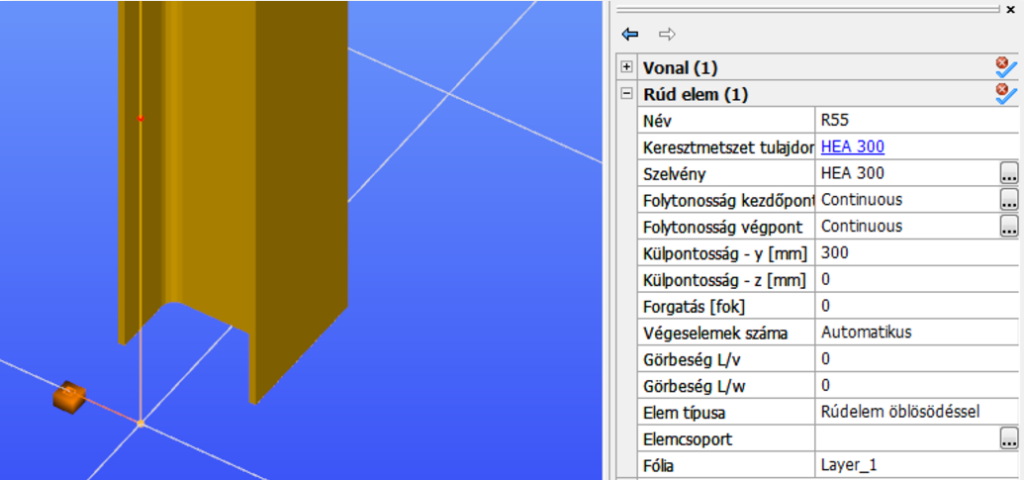 Vonal (1)
Rúd elem (1)
Név R55
Keresztmetszet tulajdor HEA 300
Szelvény HEA 300
Folytonosság kezdőpont Continuous
Folytonosság végpont Continuous
Külpontosság - y [mm] 300
Külpontosság - z [mm] 0
Forgatás [fok] 0
Végeselemek száma Automatikus
Görbeség L/v 0
Görbeség L/w 0
Elem típusa Rúdelem öblösödéssel
Elemcsoport
Fólia Layer_1